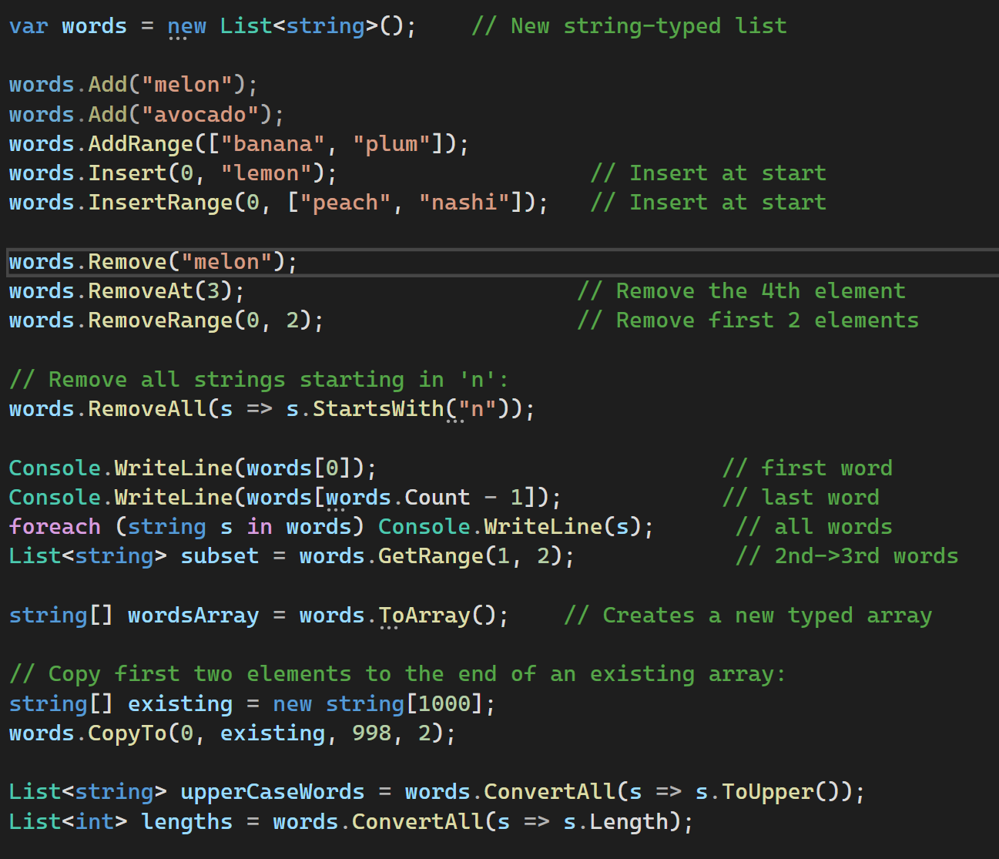 var words = new List<string>();    // New string-typed list
words.Add("melon");
words.Add("avocado");
words.AddRange(["banana", "plum"]);
words.Insert(0, "lemon");                   // Insert at start
words.InsertRange(0, ["peach", "nashi"]);   // Insert at start
words.Remove("melon");
words.RemoveAt(3);                         // Remove the 4th element
words.RemoveRange(0, 2);                   // Remove first 2 elements
// Remove all strings starting in 'n':
words.RemoveAll(s => s.StartsWith("n"));
Console.WriteLine(words[0]);                          // first word
Console.WriteLine(words[words.Count - 1]);            // last word
foreach (string s in words) Console.WriteLine(s);      // all words
List<string> subset = words.GetRange(1, 2);            // 2nd->3rd words
string[] wordsArray = words.ToArray();    // Creates a new typed array
// Copy first two elements to the end of an existing array:
string[] existing = new string[1000];
words.CopyTo(0, existing, 998, 2);
List<string> upperCaseWords = words.ConvertAll(s => s.ToUpper());
List<int> lengths = words.ConvertAll(s => s.Length);